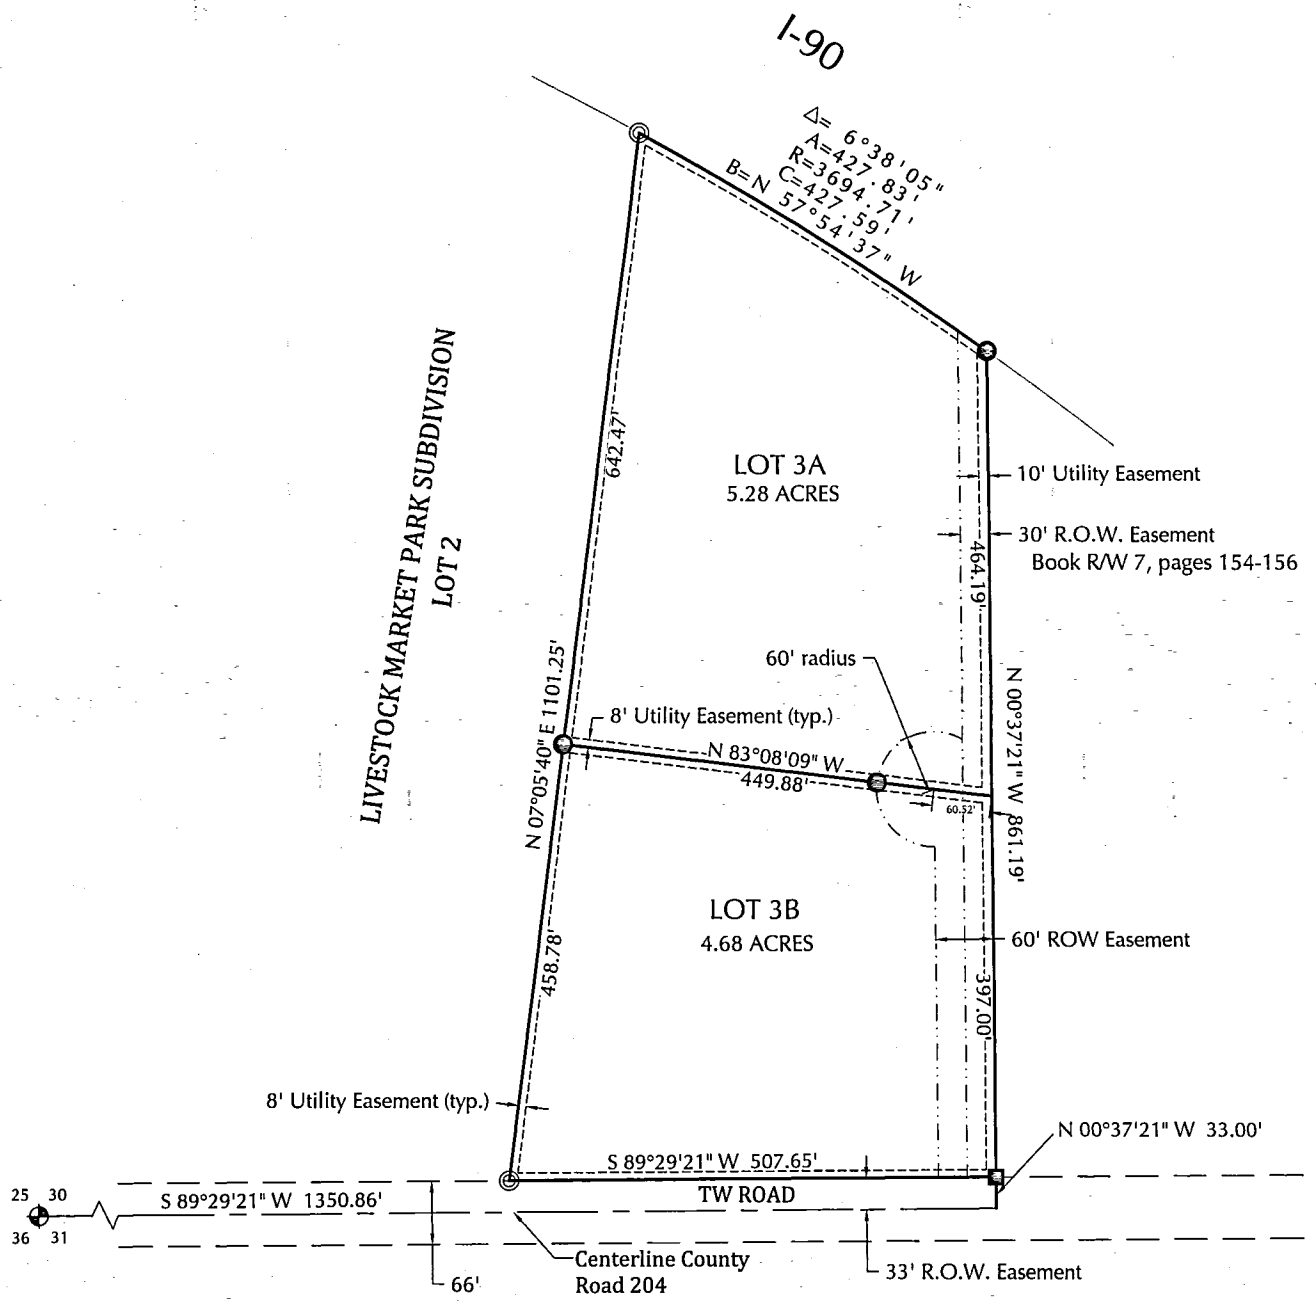 I-90
Δ= 6°38'05"
A=427.83'
R=3694.71'
C=427.59'
B=N 57°54'37" W
LIVESTOCK MARKET PARK SUBDIVISION
LOT 2
642.47'
LOT 3A
5.28 ACRES
10' Utility Easement
30' R.O.W. Easement
Book R/W 7, pages 154-156
464.19'
60' radius
N 07°05'40" E 1101.25'
8' Utility Easement (typ.)
N 83°08'09" W
449.88'
60.52'
N 00°37'21" W 861.19'
LOT 3B
4.68 ACRES
458.78'
60' ROW Easement
397.00'
8' Utility Easement (typ.)
N 00°37'21" W 33.00'
S 89°29'21" W 507.65'
TW ROAD
25 30
36 31
S 89°29'21" W 1350.86'
Centerline County
Road 204
66'
33' R.O.W. Easement